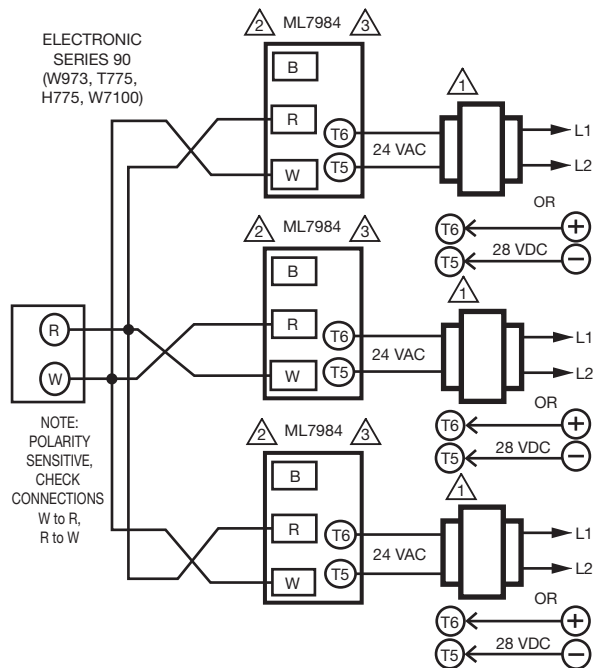 ELECTRONIC
SERIES 90
(W973, T775,
H775, W7100)
2 ML7984 3
B
R
W
T6
T5
24 VAC
1
L1
L2
OR
T6 +
T5 28 VDC −
2 ML7984 3
B
R
W
T6
T5
24 VAC
1
L1
L2
OR
T6 +
T5 28 VDC −
R
W
NOTE:
POLARITY
SENSITIVE,
CHECK
CONNECTIONS
W to R,
R to W
2 ML7984 3
B
R
W
T6
T5
24 VAC
1
L1
L2
OR
T6 +
T5 28 VDC −